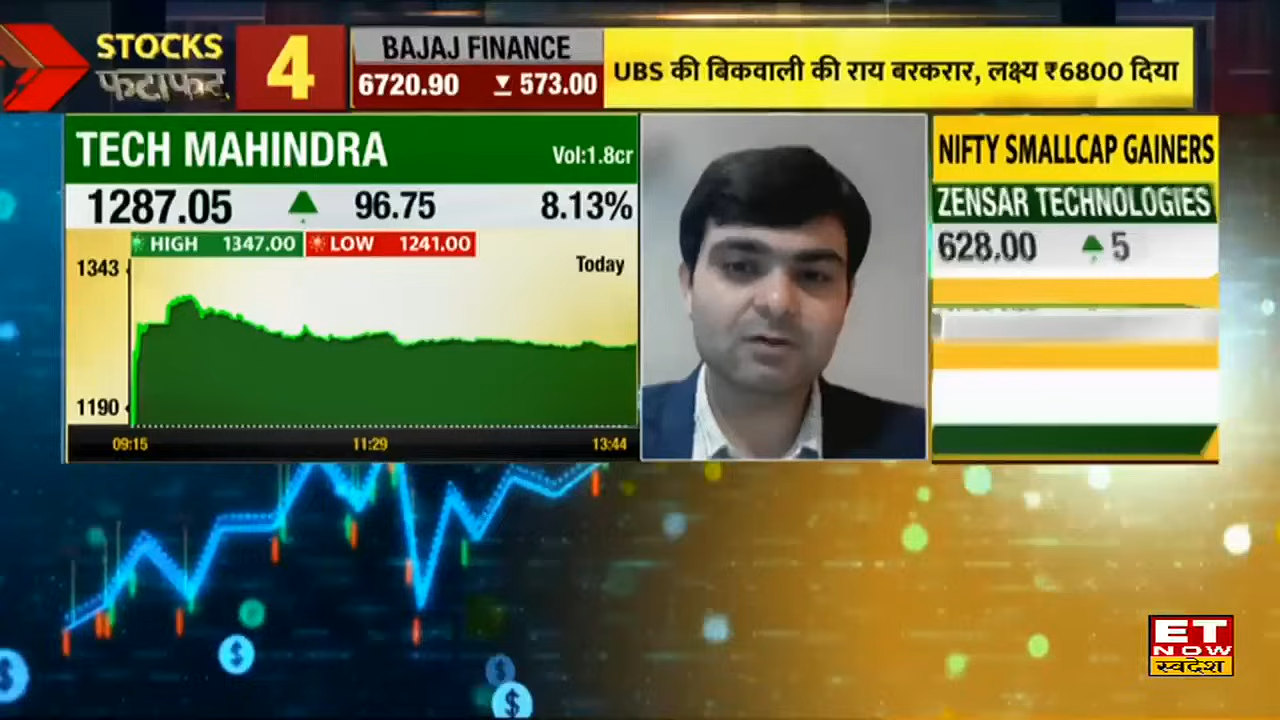 STOCKS
फटाफट
4
BAJAJ FINANCE
6720.90 573.00
UBS की बिकवाली की राय बरकरार, लक्ष्य ₹6800 दिया
TECH MAHINDRA Vol:1.8cr
1287.05 96.75 8.13%
HIGH 1347.00 LOW 1241.00
Today
1343
1190
09:15 11:29 13:44
NIFTY SMALLCAP GAINERS
ZENSAR TECHNOLOGIES
628.00 5
ET
NOW
स्वदेश